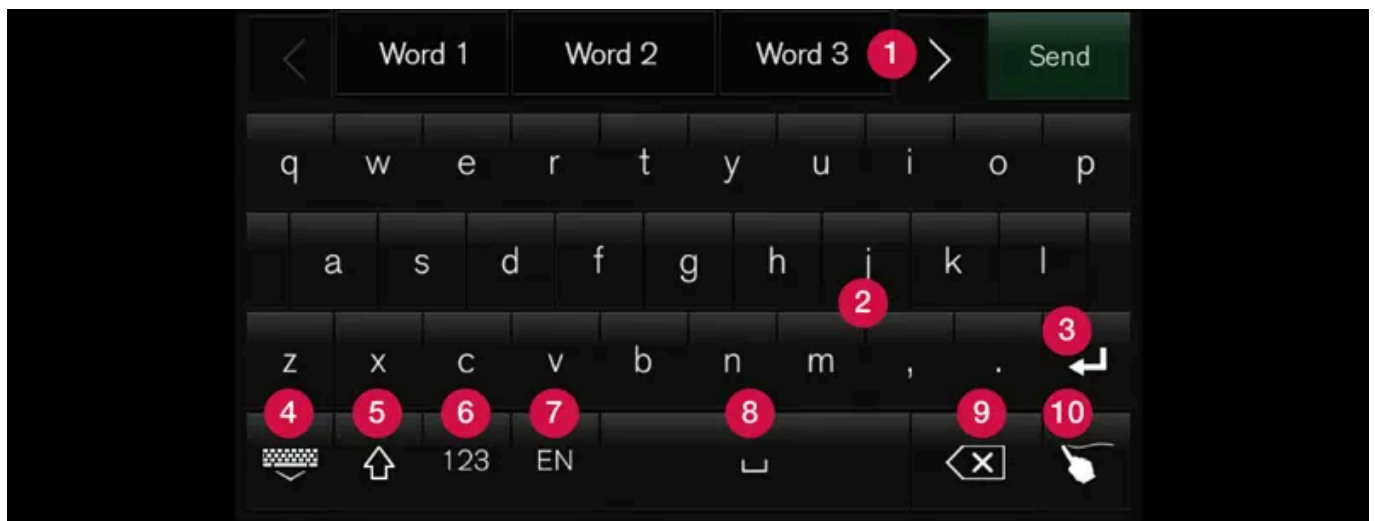 Word 1 Word 2 Word 3 1 Send
q w e r t y u i o p
a s d f g h j k l
2
3
z x c v b n m , .
4 5 6 7 8 9 10
123 EN